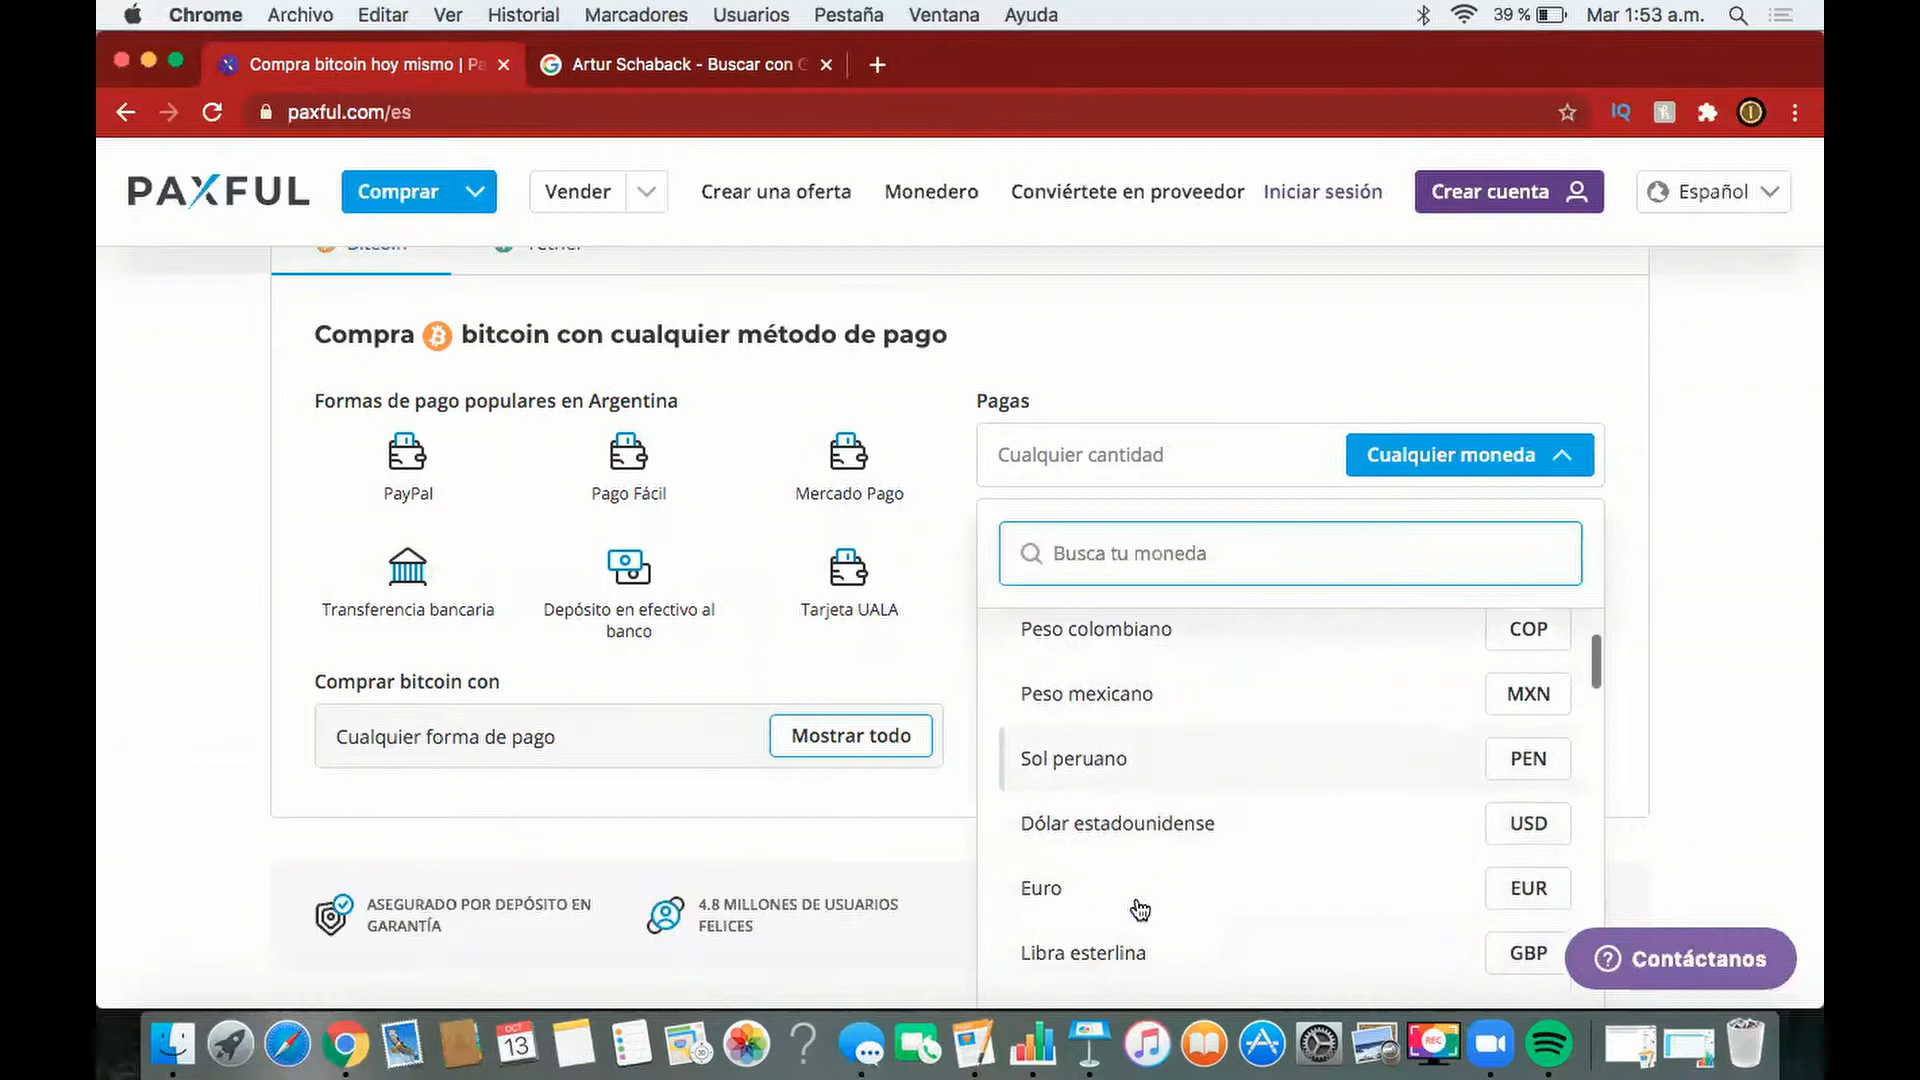 Chrome Archivo Editar Ver Historial Marcadores Usuarios Pestaña Ventana Ayuda 39 % Mar 1:53 a.m.
Compra bitcoin hoy mismo | Pa
Artur Schaback - Buscar con G
paxful.com/es
IQ
PAXFUL
Comprar
Vender
Crear una oferta
Monedero
Conviértete en proveedor
Iniciar sesión
Crear cuenta
Español
Bitcoin
Tether
Compra bitcoin con cualquier método de pago
Formas de pago populares en Argentina
PayPal
Pago Fácil
Mercado Pago
Transferencia bancaria
Depósito en efectivo al
banco
Tarjeta UALA
Comprar bitcoin con
Cualquier forma de pago
Mostrar todo
Pagas
Cualquier cantidad
Cualquier moneda
Busca tu moneda
Peso colombiano COP
Peso mexicano MXN
Sol peruano PEN
Dólar estadounidense USD
Euro EUR
Libra esterlina GBP
ASEGURADO POR DEPÓSITO EN
GARANTÍA
4.8 MILLONES DE USUARIOS
FELICES
Contáctanos
OCT
13
REC